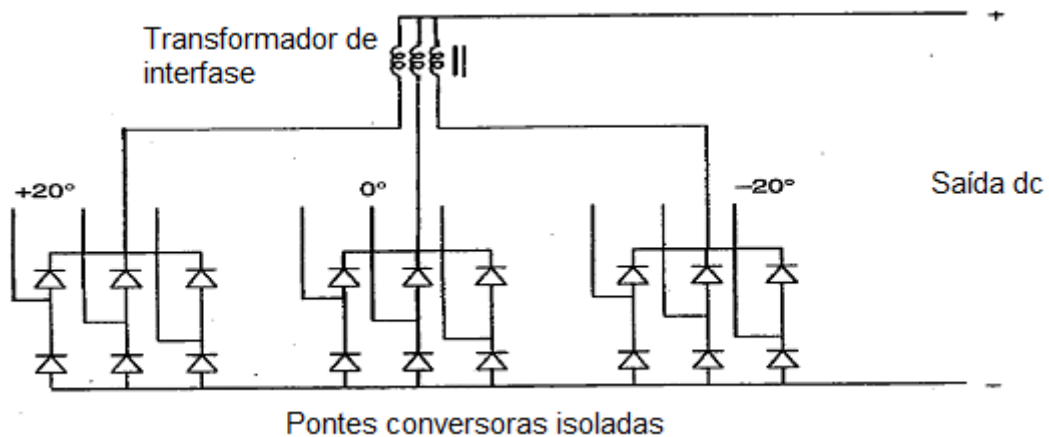 +
Transformador de
interfase
+20°
0°
−20°
Saída dc
−
Pontes conversoras isoladas